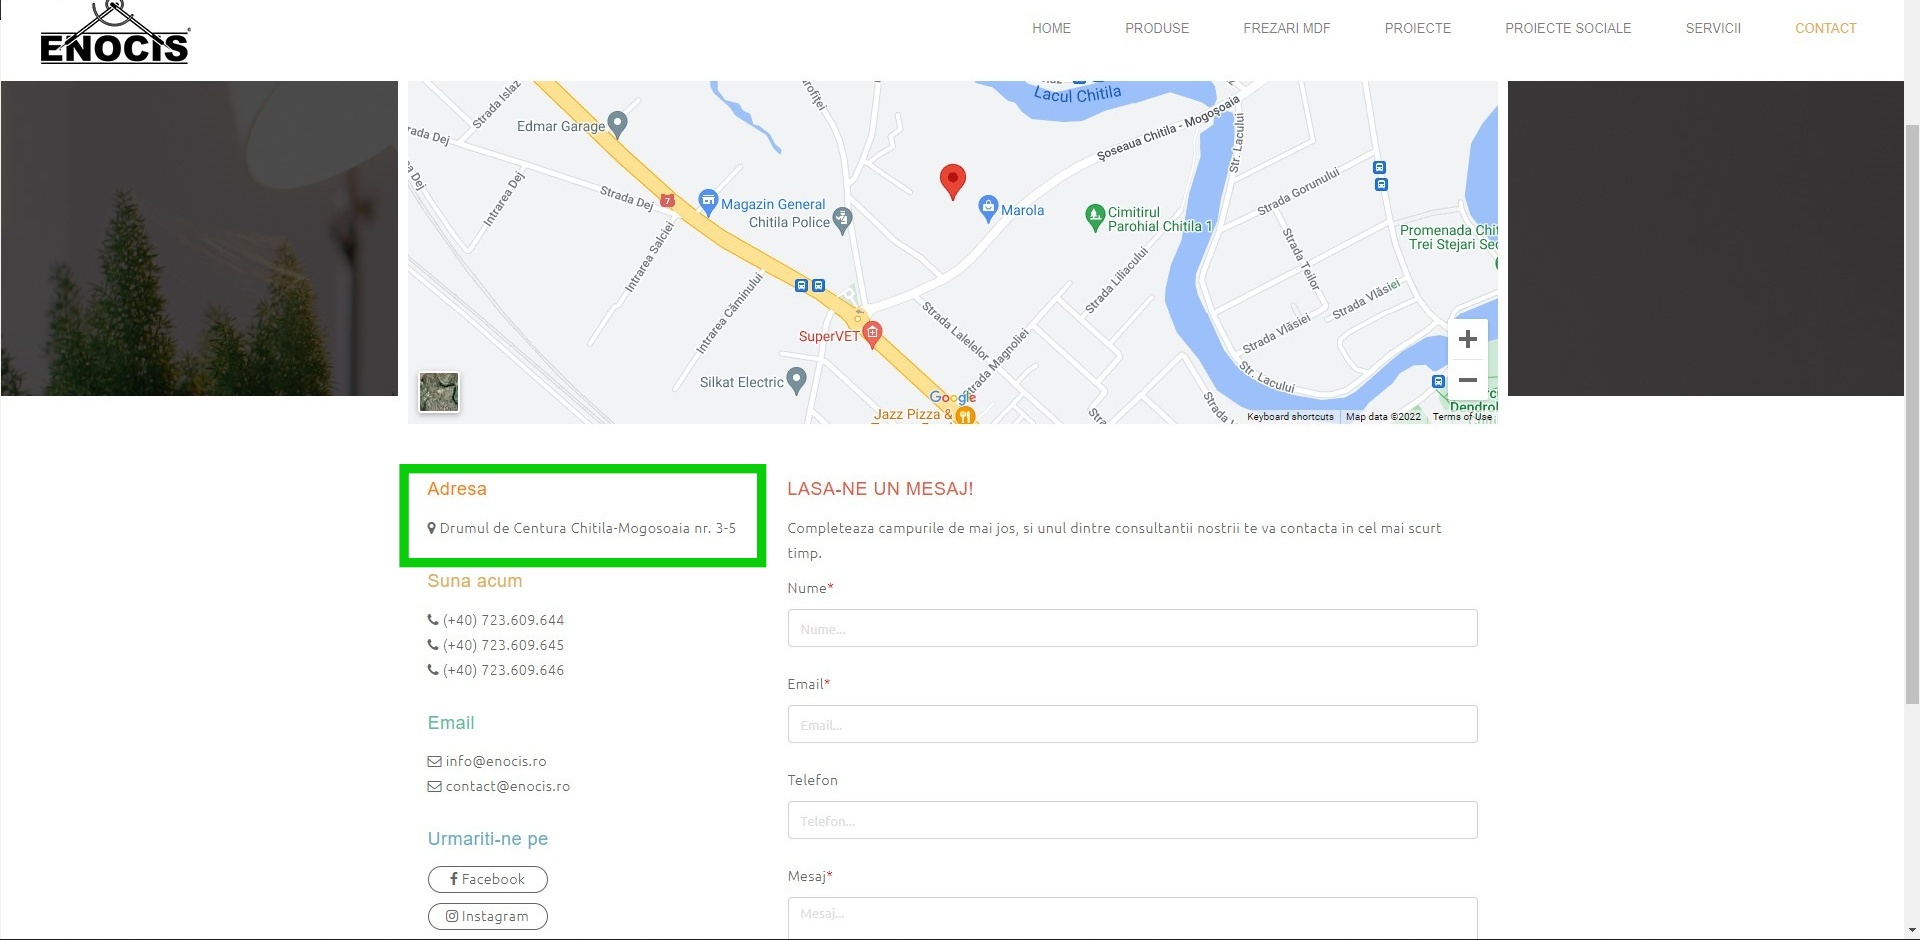 ENOCIS
HOME PRODUSE FREZARI MDF PROIECTE PROIECTE SOCIALE SERVICII CONTACT
Lacul Chitila
Strada Islaz
Edmar Garage
Șoseaua Chitila - Mogoșoaia
Str. Lacului
Intrarea Dej
Strada Dej
7
Strada Gorunului
Magazin General
Chitila Police
Marola
Cimitirul
Parohial Chitila 1
Intrarea Salciei
Strada Teilor
Promenada Chit
Trei Stejari Sec
Strada Liliacului
Strada Vlăsiei
Strada Vlăsiei
Intrarea Căminului
Strada Lalelelor
Strada Magnoliei
SuperVET
Str. Lacului
Silkat Electric
Google
Jazz Pizza &
Dendrol
Keyboard shortcuts Map data ©2022 Terms of Use
Adresa
Drumul de Centura Chitila-Mogosoaia nr. 3-5
Suna acum
(+40) 723.609.644
(+40) 723.609.645
(+40) 723.609.646
Email
info@enocis.ro
contact@enocis.ro
Urmariti-ne pe
Facebook
Instagram
LASA-NE UN MESAJ!
Completeaza campurile de mai jos, si unul dintre consultantii nostrii te va contacta in cel mai scurt
timp.
Nume*
Nume...
Email*
Email...
Telefon
Telefon...
Mesaj*
Mesaj...